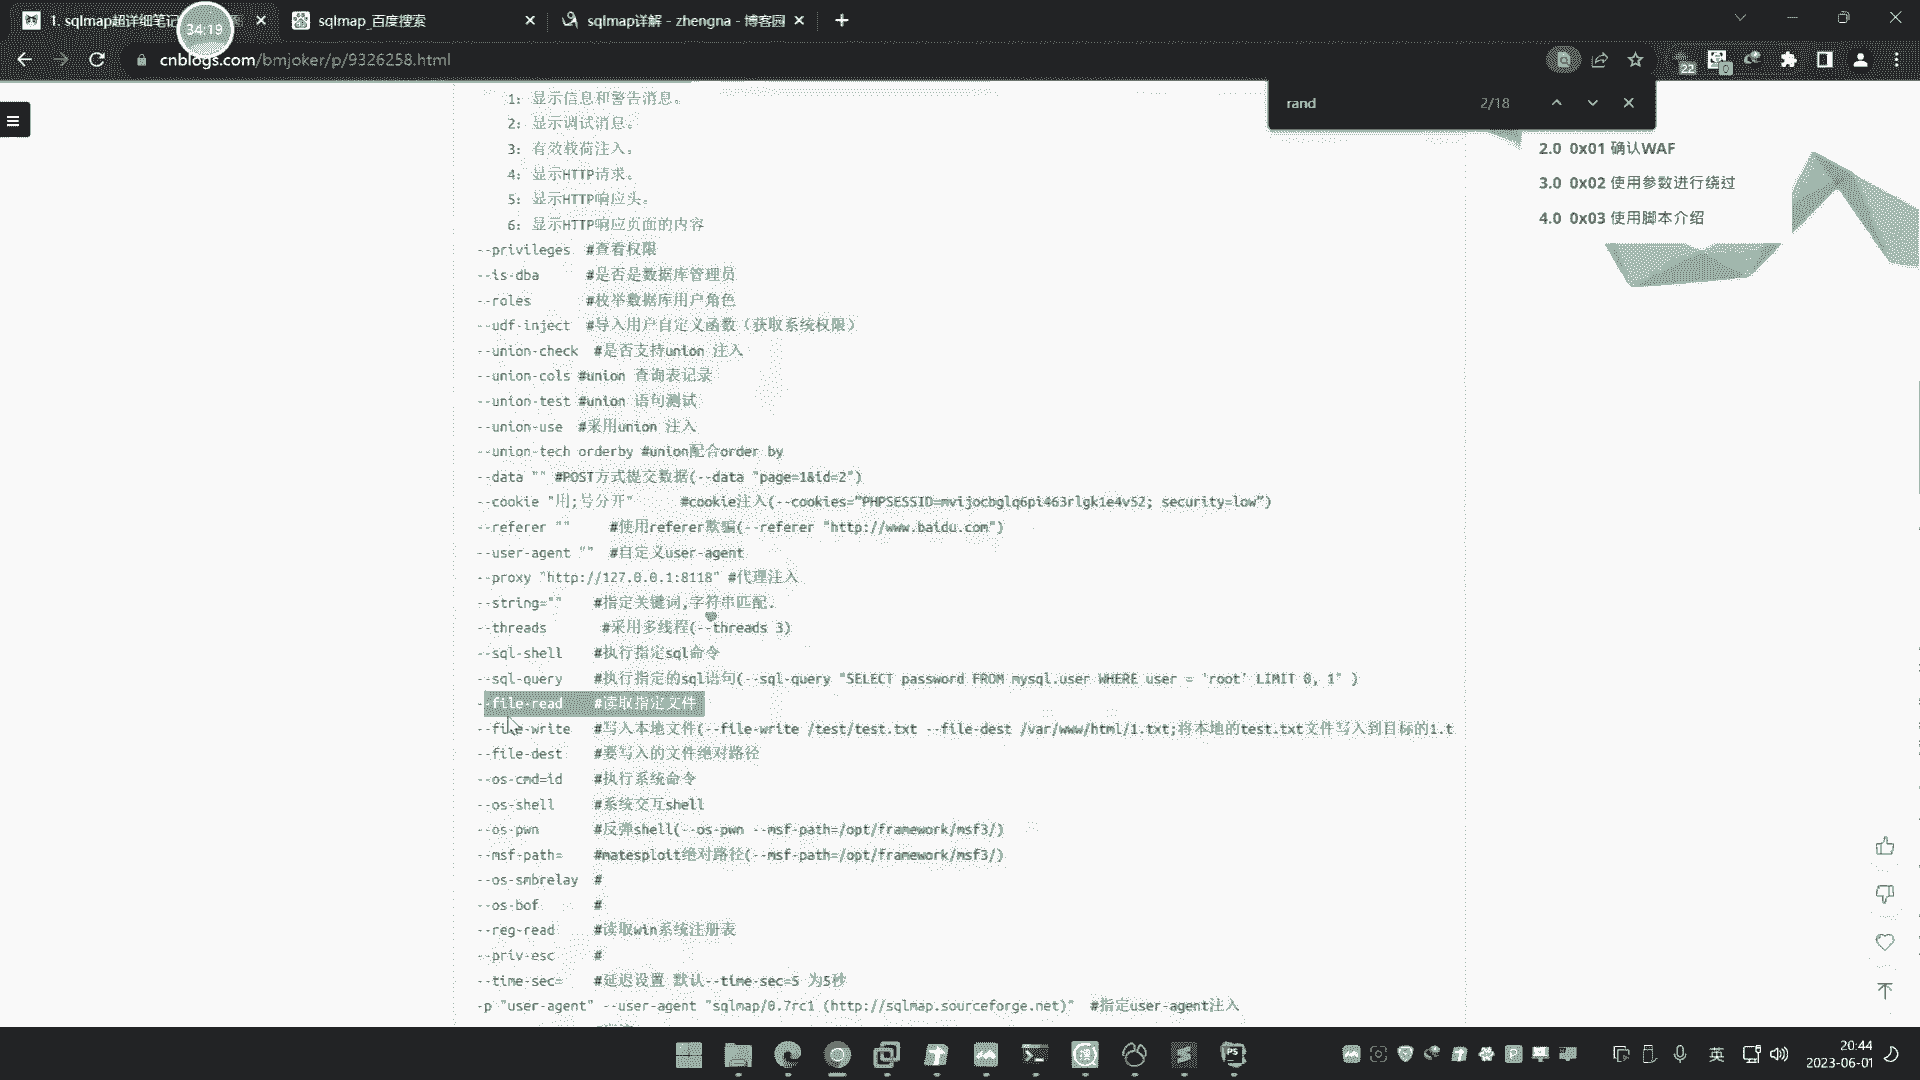 1. sqlmap超详细笔记
34:19
sqlmap_百度搜索
sqlmap详解 - zhengna - 博客园
cnblogs.com/bmjoker/p/9326258.html
22
0
rand
2/18
2.0 0x01 确认WAF
3.0 0x02 使用参数进行绕过
4.0 0x03 使用脚本介绍
1: 显示信息和警告消息。
2: 显示调试消息。
3: 有效载荷注入。
4: 显示HTTP请求。
5: 显示HTTP响应头。
6: 显示HTTP响应页面的内容
--privileges #查看权限
--is-dba #是否是数据库管理员
--roles #枚举数据库用户角色
--udf-inject #导入用户自定义函数（获取系统权限）
--union-check #是否支持union 注入
--union-cols #union 查询表记录
--union-test #union 语句测试
--union-use #采用union 注入
--union-tech orderby #union配合order by
--data "" #POST方式提交数据(--data "page=1&id=2")
--cookie "用;号分开" #cookie注入(--cookies="PHPSESSID=mvijocbglq6pi463rlgk1e4v52; security=low")
--referer "" #使用referer欺骗(--referer "http://www.baidu.com")
--user-agent "" #自定义user-agent
--proxy "http://127.0.0.1:8118" #代理注入
--string="" #指定关键词,字符串匹配.
--threads #采用多线程(--threads 3)
--sql-shell #执行指定sql命令
--sql-query #执行指定的sql语句(--sql-query "SELECT password FROM mysql.user WHERE user = 'root' LIMIT 0, 1" )
--file-read #读取指定文件
--file-write #写入本地文件(--file-write /test/test.txt --file-dest /var/www/html/1.txt;将本地的test.txt文件写入到目标的1.t
--file-dest #要写入的文件绝对路径
--os-cmd=id #执行系统命令
--os-shell #系统交互shell
--os-pwn #反弹shell(--os-pwn --msf-path=/opt/framework/msf3/)
--msf-path= #matesploit绝对路径(--msf-path=/opt/framework/msf3/)
--os-smbrelay #
--os-bof #
--reg-read #读取win系统注册表
--priv-esc #
--time-sec= #延迟设置 默认--time-sec=5 为5秒
-p "user-agent" --user-agent "sqlmap/0.7rc1 (http://sqlmap.sourceforge.net)" #指定user-agent注入
英
20:44
2023-06-01